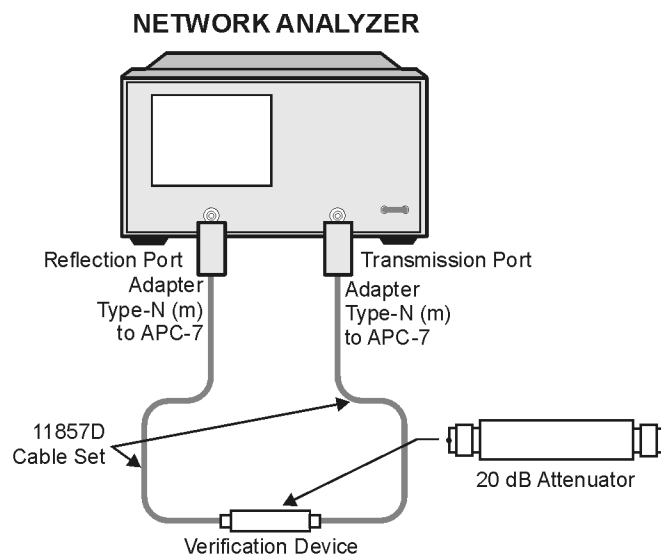 NETWORK ANALYZER
Reflection Port
Adapter
Type-N (m)
to APC-7
Transmission Port
Adapter
Type-N (m)
to APC-7
11857D
Cable Set
20 dB Attenuator
Verification Device